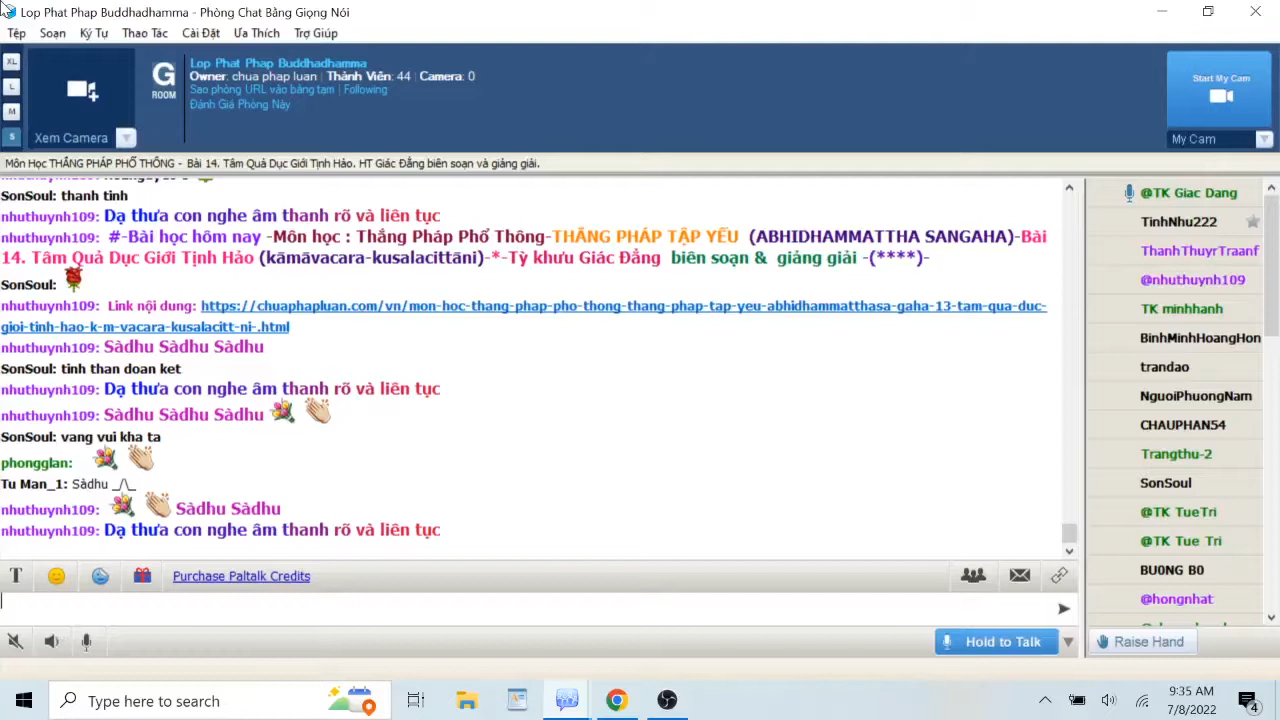 Lop Phat Phap Buddhadhamma - Phòng Chat Bằng Giọng Nói
Tệp Soạn Ký Tự Thao Tác Cài Đặt Ưa Thích Trợ Giúp
XL
L
M
S
Xem Camera
G
ROOM
Lop Phat Phap Buddhadhamma
Owner: chua phap luan | Thành Viên: 44 | Camera: 0
Sao phòng URL vào bảng tạm | Following
Đánh Giá Phòng Này
Start My Cam
My Cam
Môn Học THẮNG PHÁP PHỔ THÔNG - Bài 14. Tâm Quả Dục Giới Tịnh Hảo. HT Giác Đẳng biên soạn và giảng giải.
SonSoul: thanh tinh
nhuthuynh109: Dạ thưa con nghe âm thanh rõ và liên tục
nhuthuynh109: #-Bài học hôm nay -Môn học : Thắng Pháp Phổ Thông-THẮNG PHÁP TẬP YẾU (ABHIDHAMMATTHA SANGAHA)-Bài
14. Tâm Quả Dục Giới Tịnh Hảo (kāmāvacara-kusalacittāni)-*-Tỳ khưu Giác Đẳng biên soạn & giảng giải -(****)-
SonSoul:
nhuthuynh109: Link nội dung: https://chuaphapluan.com/vn/mon-hoc-thang-phap-pho-thong-thang-phap-tap-yeu-abhidhammatthasa-gaha-13-tam-qua-duc-
gioi-tinh-hao-k-m-vacara-kusalacitt-ni-.html
nhuthuynh109: Sàdhu Sàdhu Sàdhu
SonSoul: tinh than doan ket
nhuthuynh109: Dạ thưa con nghe âm thanh rõ và liên tục
nhuthuynh109: Sàdhu Sàdhu Sàdhu
SonSoul: vang vui kha ta
phongglan:
Tu Man_1: Sàdhu _/\_
nhuthuynh109: Sàdhu Sàdhu
nhuthuynh109: Dạ thưa con nghe âm thanh rõ và liên tục
@TK Giac Dang
TinhNhu222
ThanhThuyrTraanf
@nhuthuynh109
TK minhhanh
BinhMinhHoangHon
trandao
NguoiPhuongNam
CHAUPHAN54
Trangthu-2
SonSoul
@TK TueTri
@TK Tue Tri
BU0NG B0
@hongnhat
T Purchase Paltalk Credits
Hold to Talk
Raise Hand
Type here to search
9:35 AM
7/8/2022
4